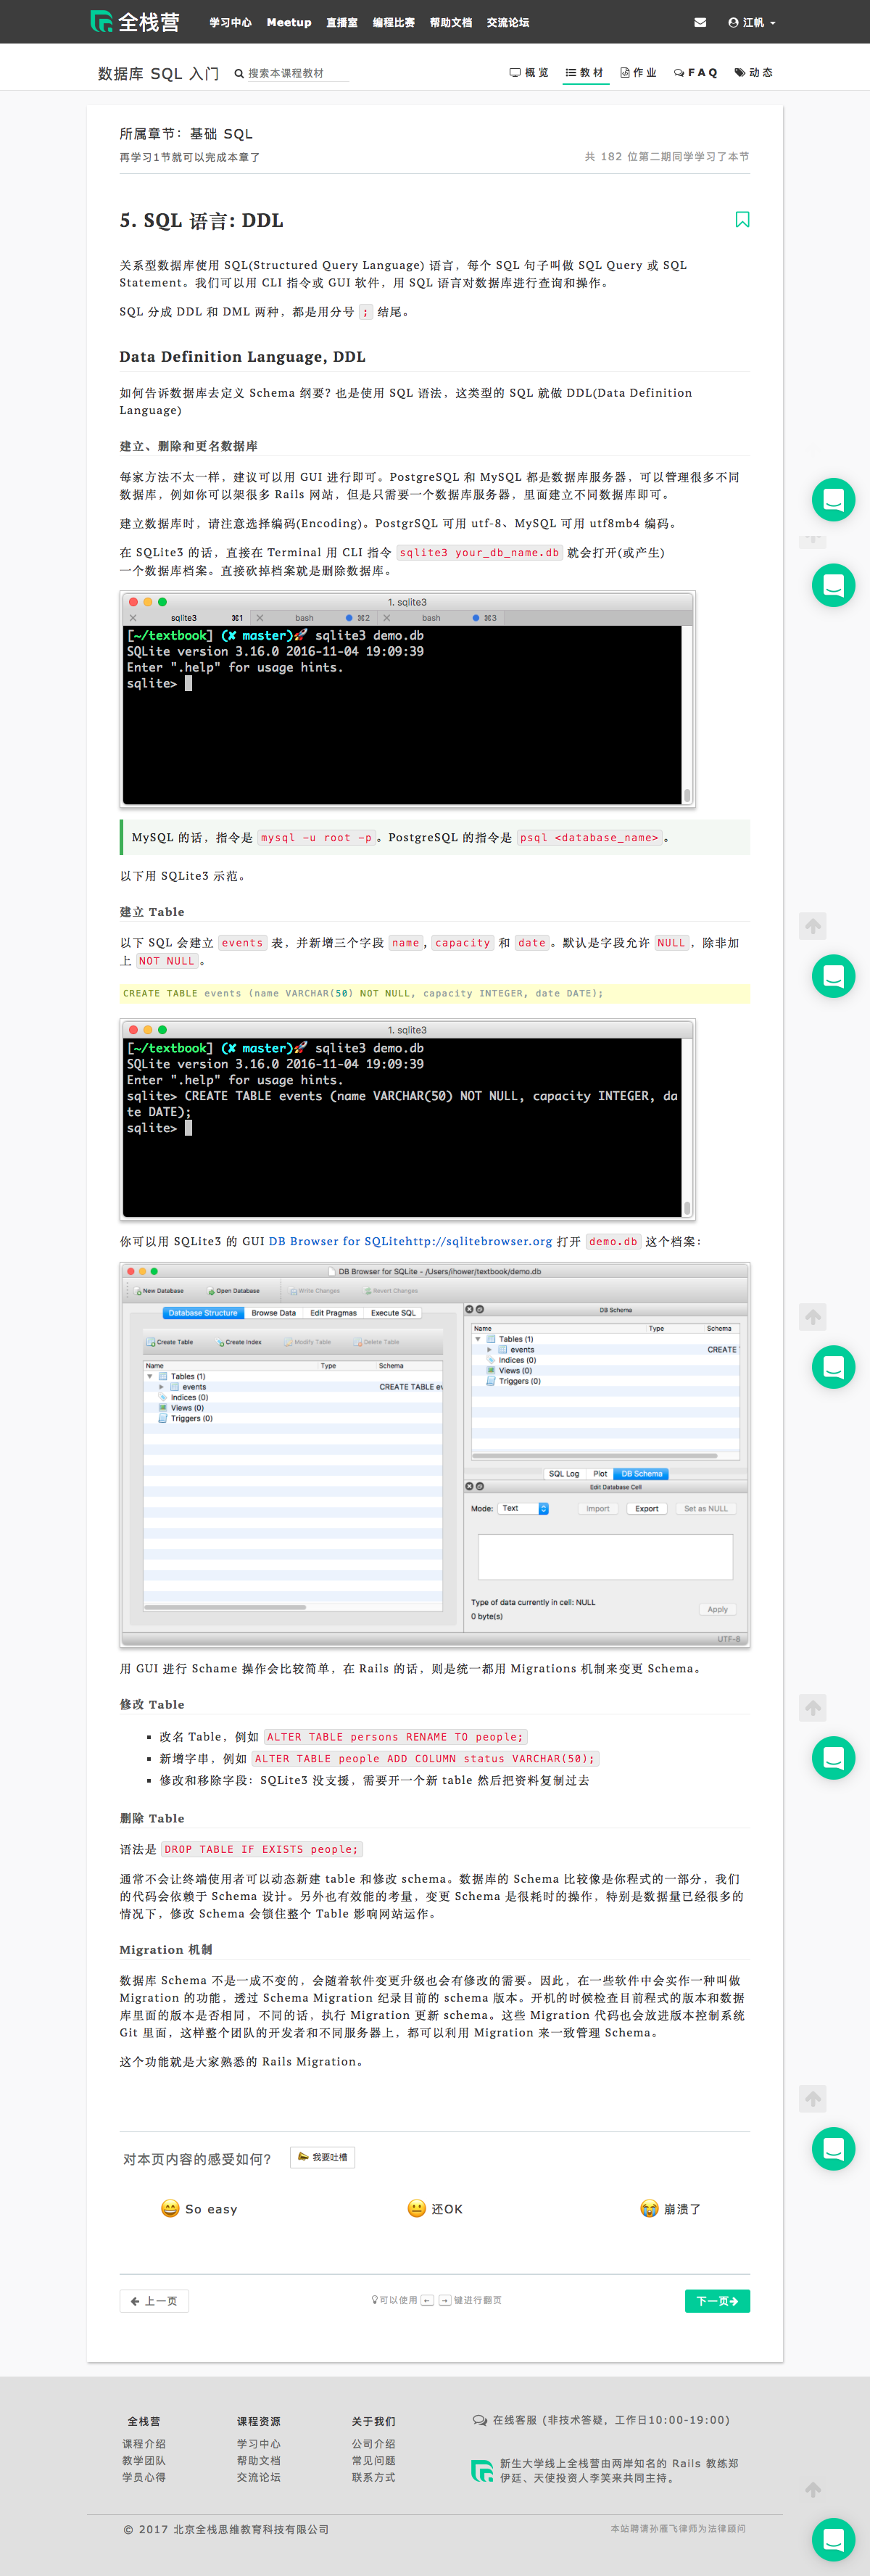 全栈营 学习中心 Meetup 直播室 编程比赛 帮助文档 交流论坛 江帆
数据库 SQL 入门 搜索本课程教材 概览 教材 作业 FAQ 动态
所属章节：基础 SQL
再学习1节就可以完成本章了 共 182 位第二期同学学习了本节
5. SQL 语言: DDL
关系型数据库使用 SQL(Structured Query Language) 语言，每个 SQL 句子叫做 SQL Query 或 SQL
Statement。我们可以用 CLI 指令或 GUI 软件，用 SQL 语言对数据库进行查询和操作。
SQL 分成 DDL 和 DML 两种，都是用分号 ; 结尾。
Data Definition Language, DDL
如何告诉数据库去定义 Schema 纲要? 也是使用 SQL 语法，这类型的 SQL 就做 DDL(Data Definition
Language)
建立、删除和更名数据库
每家方法不太一样，建议可以用 GUI 进行即可。PostgreSQL 和 MySQL 都是数据库服务器，可以管理很多不同
数据库，例如你可以架很多 Rails 网站，但是只需要一个数据库服务器，里面建立不同数据库即可。
建立数据库时，请注意选择编码(Encoding)。PostgrSQL 可用 utf-8、MySQL 可用 utf8mb4 编码。
在 SQLite3 的话，直接在 Terminal 用 CLI 指令 sqlite3 your_db_name.db 就会打开(或产生)
一个数据库档案。直接砍掉档案就是删除数据库。
1. sqlite3
sqlite3 ⌘1 bash ⌘2 bash ⌘3
[~/textbook] (✘ master)🚀 sqlite3 demo.db
SQLite version 3.16.0 2016-11-04 19:09:39
Enter ".help" for usage hints.
sqlite>
MySQL 的话，指令是 mysql -u root -p 。PostgreSQL 的指令是 psql <database_name> 。
以下用 SQLite3 示范。
建立 Table
以下 SQL 会建立 events 表，并新增三个字段 name, capacity 和 date 。默认是字段允许 NULL ，除非加
上 NOT NULL 。
CREATE TABLE events (name VARCHAR(50) NOT NULL, capacity INTEGER, date DATE);
1. sqlite3
[~/textbook] (✘ master)🚀 sqlite3 demo.db
SQLite version 3.16.0 2016-11-04 19:09:39
Enter ".help" for usage hints.
sqlite> CREATE TABLE events (name VARCHAR(50) NOT NULL, capacity INTEGER, da
te DATE);
sqlite>
你可以用 SQLite3 的 GUI DB Browser for SQLitehttp://sqlitebrowser.org 打开 demo.db 这个档案：
DB Browser for SQLite - /Users/ihower/textbook/demo.db
New Database Open Database Write Changes Revert Changes
Database Structure Browse Data Edit Pragmas Execute SQL DB Schema
Create Table Create Index Modify Table Delete Table
Name Type Schema
Tables (1)
events CREATE TABLE ev
Indices (0)
Views (0)
Triggers (0)
Name Type Schema
Tables (1)
events CREATE
Indices (0)
Views (0)
Triggers (0)
SQL Log Plot DB Schema
Edit Database Cell
Mode: Text Import Export Set as NULL
Type of data currently in cell: NULL
0 byte(s) Apply
UTF-8
用 GUI 进行 Schame 操作会比较简单，在 Rails 的话，则是统一都用 Migrations 机制来变更 Schema。
修改 Table
▪ 改名 Table，例如 ALTER TABLE persons RENAME TO people;
▪ 新增字串，例如 ALTER TABLE people ADD COLUMN status VARCHAR(50);
▪ 修改和移除字段：SQLite3 没支援，需要开一个新 table 然后把资料复制过去
删除 Table
语法是 DROP TABLE IF EXISTS people;
通常不会让终端使用者可以动态新建 table 和修改 schema。数据库的 Schema 比较像是你程式的一部分，我们
的代码会依赖于 Schema 设计。另外也有效能的考量，变更 Schema 是很耗时的操作，特别是数据量已经很多的
情况下，修改 Schema 会锁住整个 Table 影响网站运作。
Migration 机制
数据库 Schema 不是一成不变的，会随着软件变更升级也会有修改的需要。因此，在一些软件中会实作一种叫做
Migration 的功能，透过 Schema Migration 纪录目前的 schema 版本。开机的时候检查目前程式的版本和数据
库里面的版本是否相同，不同的话，执行 Migration 更新 schema。这些 Migration 代码也会放进版本控制系统
Git 里面，这样整个团队的开发者和不同服务器上，都可以利用 Migration 来一致管理 Schema。
这个功能就是大家熟悉的 Rails Migration。
对本页内容的感受如何? 我要吐槽
So easy 还OK 崩溃了
上一页 可以使用 ← → 键进行翻页 下一页
全栈营 课程资源 关于我们 在线客服 (非技术答疑，工作日10:00-19:00)
课程介绍 学习中心 公司介绍
教学团队 帮助文档 常见问题
学员心得 交流论坛 联系方式
新生大学线上全栈营由两岸知名的 Rails 教练郑
伊廷、天使投资人李笑来共同主持。
© 2017 北京全栈思维教育科技有限公司 本站聘请孙雁飞律师为法律顾问